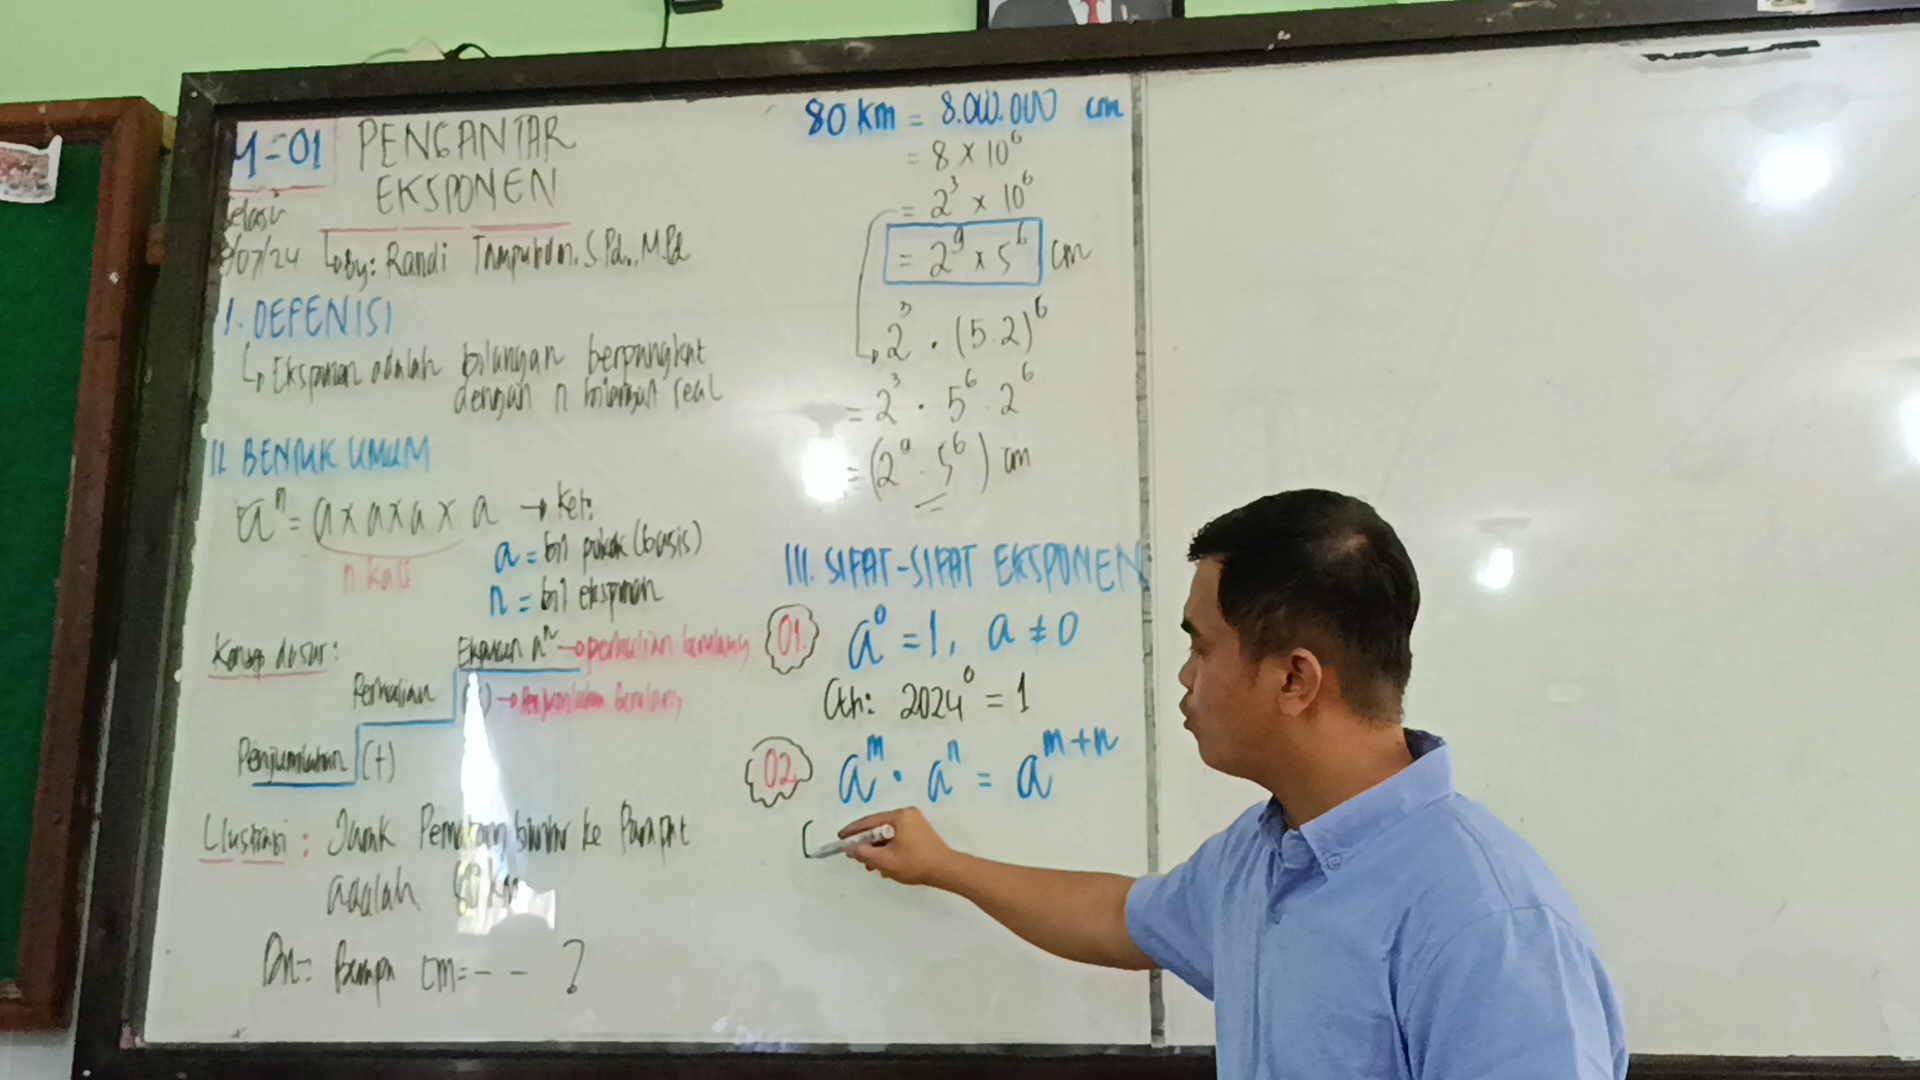 M=01 PENGANTAR
EKSPONEN
/07/24 By: Randi Tampubolon, S.Pd., M.Pd
I. DEFENISI
↳ Eksponen adalah bilangan berpangkat
dengan n bilangan real
II. BENTUK UMUM
aⁿ = a x a x a x a → Ket:
n kali
a = bil pokok (basis)
n = bil eksponen
Konsep dasar:
Eksponen aⁿ → perkalian berulang
Perkalian → Penjumlahan berulang
Penjumlahan (+)
Ilustrasi : Jarak Pematang Siantar ke Parapat
adalah 80 km
Dn= Berapa cm = - - ?
80 km = 8.000.000 cm
= 8 x 10⁶
= 2³ x 10⁶
= 2⁹ x 5⁶ cm
2³ . (5.2)⁶
= 2³ . 5⁶ . 2⁶
= (2⁹ . 5⁶) cm
III. SIFAT-SIFAT EKSPONEN
01. a⁰ = 1, a ≠ 0
Cth: 2024⁰ = 1
02. aᵐ . aⁿ = aᵐ⁺ⁿ